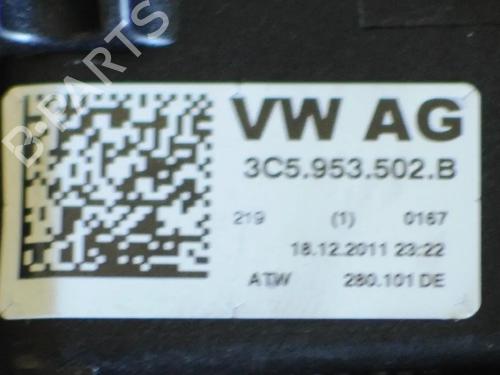 B-PARTS
VW AG
3C5.953.502.B
219 (1) 0167
18.12.2011 23:22
ATW 280.101 DE